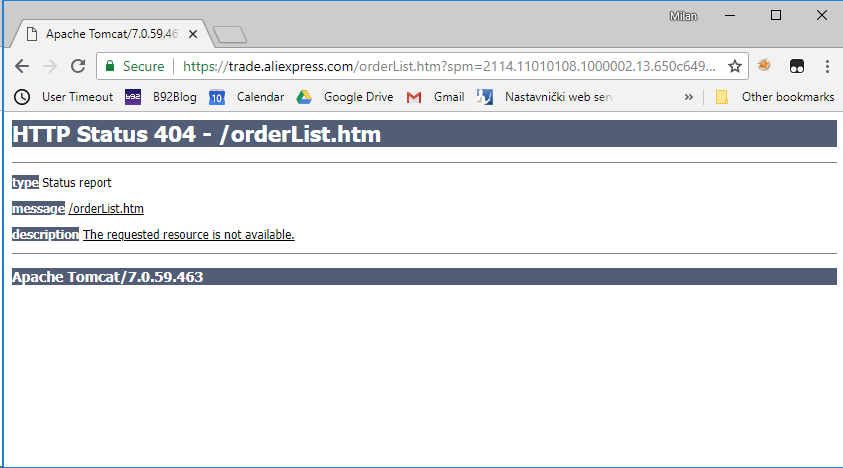 Milan
Apache Tomcat/7.0.59.46
Secure https://trade.aliexpress.com/orderList.htm?spm=2114.11010108.1000002.13.650c649...
User Timeout B92Blog 10 Calendar Google Drive Gmail Nastavnički web serv » Other bookmarks
HTTP Status 404 - /orderList.htm
type Status report
message /orderList.htm
description The requested resource is not available.
Apache Tomcat/7.0.59.463